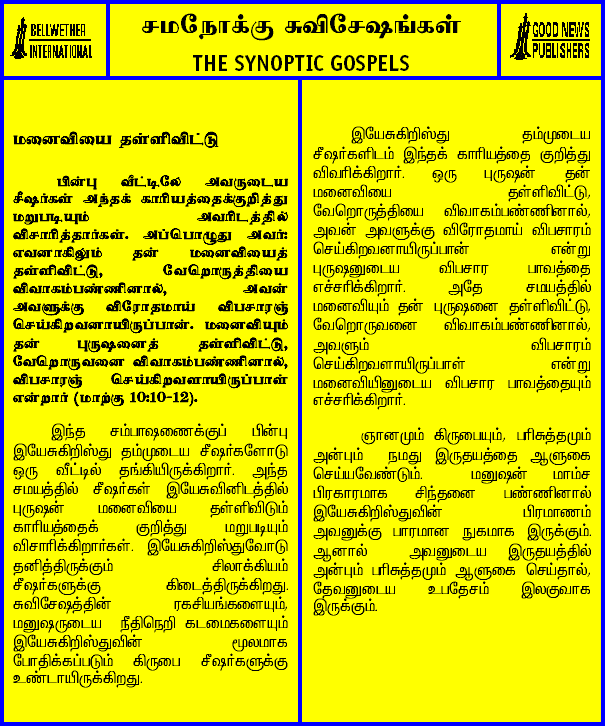 BELLWETHER
INTERNATIONAL
சமநோக்கு சுவிசேஷங்கள்
THE SYNOPTIC GOSPELS
GOOD NEWS
PUBLISHERS
மனைவியை தள்ளிவிட்டு
பின்பு வீட்டிலே அவருடைய
சீஷர்கள் அந்தக் காரியத்தைக்குறித்து
மறுபடியும் அவரிடத்தில்
விசாரித்தார்கள். அப்பொழுது அவர்:
எவனாகிலும் தன் மனைவியைத்
தள்ளிவிட்டு, வேறொருத்தியை
விவாகம்பண்ணினால், அவன்
அவளுக்கு விரோதமாய் விபசாரஞ்
செய்கிறவனாயிருப்பான். மனைவியும்
தன் புருஷனைத் தள்ளிவிட்டு,
வேறொருவனை விவாகம்பண்ணினால்,
விபசாரஞ் செய்கிறவளாயிருப்பாள்
என்றார் (மாற்கு 10:10-12).
இந்த சம்பாஷணைக்குப் பின்பு
இயேசுகிறிஸ்து தம்முடைய சீஷர்களோடு
ஒரு வீட்டில் தங்கியிருக்கிறார். அந்த
சமயத்தில் சீஷர்கள் இயேசுவினிடத்தில்
புருஷன் மனைவியை தள்ளிவிடும்
காரியத்தைக் குறித்து மறுபடியும்
விசாரிக்கிறார்கள். இயேசுகிறிஸ்துவோடு
தனித்திருக்கும் சிலாக்கியம்
சீஷர்களுக்கு கிடைத்திருக்கிறது.
சுவிசேஷத்தின் ரகசியங்களையும்,
மனுஷருடைய நீதிநெறி கடமைகளையும்
இயேசுகிறிஸ்துவின் மூலமாக
போதிக்கப்படும் கிருபை சீஷர்களுக்கு
உண்டாயிருக்கிறது.
இயேசுகிறிஸ்து தம்முடைய
சீஷர்களிடம் இந்தக் காரியத்தை குறித்து
விவரிக்கிறார். ஒரு புருஷன் தன்
மனைவியை தள்ளிவிட்டு,
வேறொருத்தியை விவாகம்பண்ணினால்,
அவன் அவளுக்கு விரோதமாய் விபசாரம்
செய்கிறவனாயிருப்பான் என்று
புருஷனுடைய விபசார பாவத்தை
எச்சரிக்கிறார். அதே சமயத்தில்
மனைவியும் தன் புருஷனை தள்ளிவிட்டு,
வேறொருவனை விவாகம்பண்ணினால்,
அவளும் விபசாரம்
செய்கிறவளாயிருப்பாள் என்று
மனைவியினுடைய விபசார பாவத்தையும்
எச்சரிக்கிறார்.
ஞானமும் கிருபையும், பரிசுத்தமும்
அன்பும் நமது இருதயத்தை ஆளுகை
செய்யவேண்டும். மனுஷன் மாம்ச
பிரகாரமாக சிந்தனை பண்ணினால்
இயேசுகிறிஸ்துவின் பிரமாணம்
அவனுக்கு பாரமான நுகமாக இருக்கும்.
ஆனால் அவனுடைய இருதயத்தில்
அன்பும் பரிசுத்தமும் ஆளுகை செய்தால்,
தேவனுடைய உபதேசம் இலகுவாக
இருக்கும்.